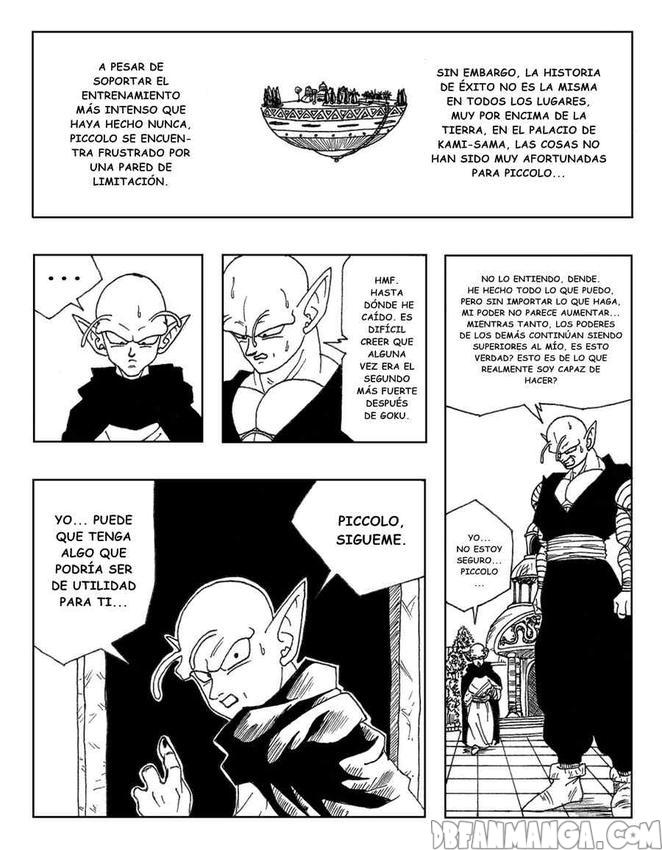 SIN EMBARGO, LA HISTORIA
DE ÉXITO NO ES LA MISMA
EN TODOS LOS LUGARES,
MUY POR ENCIMA DE LA
TIERRA, EN EL PALACIO DE
KAMI-SAMA, LAS COSAS NO
HAN SIDO MUY AFORTUNADAS
PARA PICCOLO...
A PESAR DE
SOPORTAR EL
ENTRENAMIENTO
MÁS INTENSO QUE
HAYA HECHO NUNCA,
PICCOLO SE ENCUEN-
TRA FRUSTRADO POR
UNA PARED DE
LIMITACIÓN.
NO LO ENTIENDO, DENDE.
HE HECHO TODO LO QUE PUEDO,
PERO SIN IMPORTAR LO QUE HAGA,
MI PODER NO PARECE AUMENTAR...
MIENTRAS TANTO, LOS PODERES
DE LOS DEMÁS CONTINÚAN SIENDO
SUPERIORES AL MÍO, ES ESTO
VERDAD? ESTO ES DE LO QUE
REALMENTE SOY CAPAZ DE
HACER?
YO...
NO ESTOY
SEGURO...
PICCOLO
...
HMF.
HASTA
DÓNDE HE
CAÍDO. ES
DIFÍCIL
CREER QUE
ALGUNA
VEZ ERA EL
SEGUNDO
MÁS FUERTE
DESPUÉS
DE GOKU.
...
PICCOLO,
SIGUEME.
YO... PUEDE
QUE TENGA
ALGO QUE
PODRÍA SER
DE UTILIDAD
PARA TI...
DBFANMANGA.COM